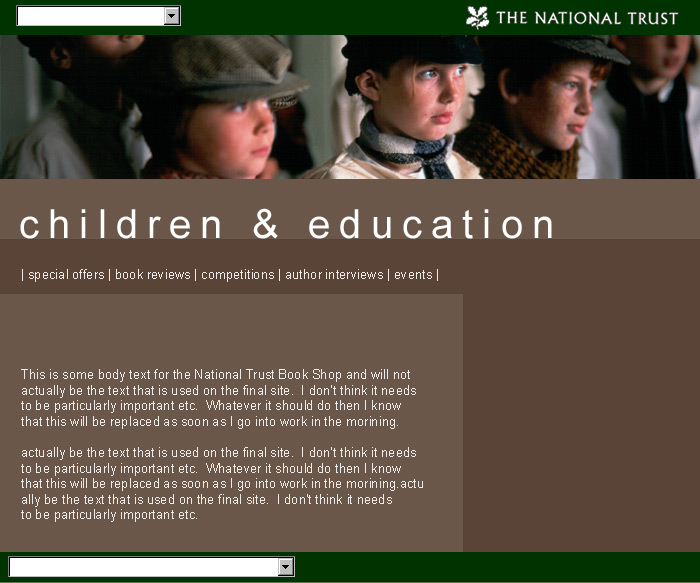 THE NATIONAL TRUST
children & education
| special offers | book reviews | competitions | author interviews | events |
This is some body text for the National Trust Book Shop and will not
actually be the text that is used on the final site.  I don't think it needs
to be particularly important etc.  Whatever it should do then I know
that this will be replaced as soon as I go into work in the morining.
actually be the text that is used on the final site.  I don't think it needs
to be particularly important etc.  Whatever it should do then I know
that this will be replaced as soon as I go into work in the morining.actu
ally be the text that is used on the final site.  I don't think it needs
to be particularly important etc.